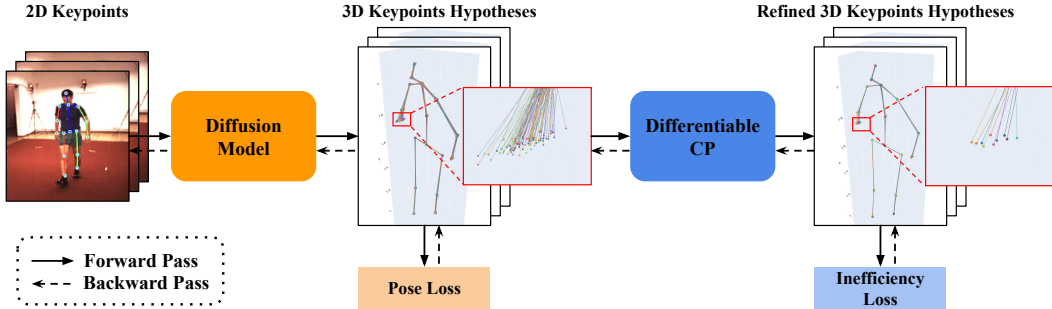 2D Keypoints
3D Keypoints Hypotheses
Refined 3D Keypoints Hypotheses
Diffusion
Model
Differentiable
CP
Forward Pass
Backward Pass
Pose Loss
Inefficiency
Loss